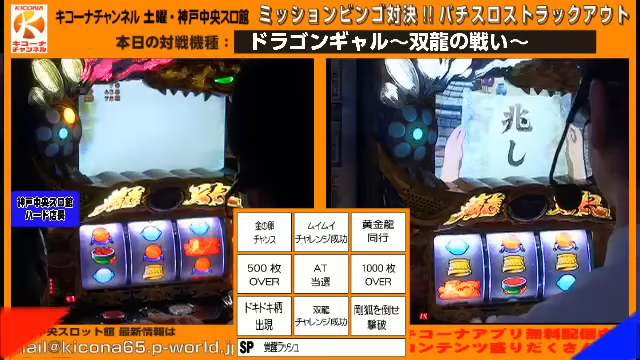 KICONA
キコーナ
チャンネル
キコーナチャンネル 土曜・神戸中央スロ館 ミッションビンゴ対決!! パチスロストラックアウト
本日の対戦機種: ドラゴンギャル～双龍の戦い～
兆し
神戸中央スロ館
ハード店長
金の卵
チャンス
ムイムイ
チャレンジ成功
黄金龍
同行
500 枚
OVER
AT
当選
1000 枚
OVER
ドキドキ柄
出現
双龍
チャレンジ成功
剛狐を倒せ
撃破
SP 覚醒ラッシュ
中央スロット館 最新情報は
mail@kicona65.p-world.jp
キコーナアプリ無料配信
コンテンツ盛りだくさん